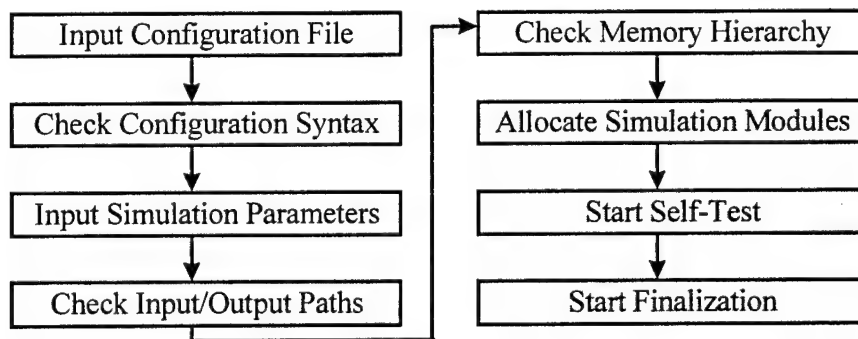 Input Configuration File
Check Configuration Syntax
Input Simulation Parameters
Check Input/Output Paths
Check Memory Hierarchy
Allocate Simulation Modules
Start Self-Test
Start Finalization